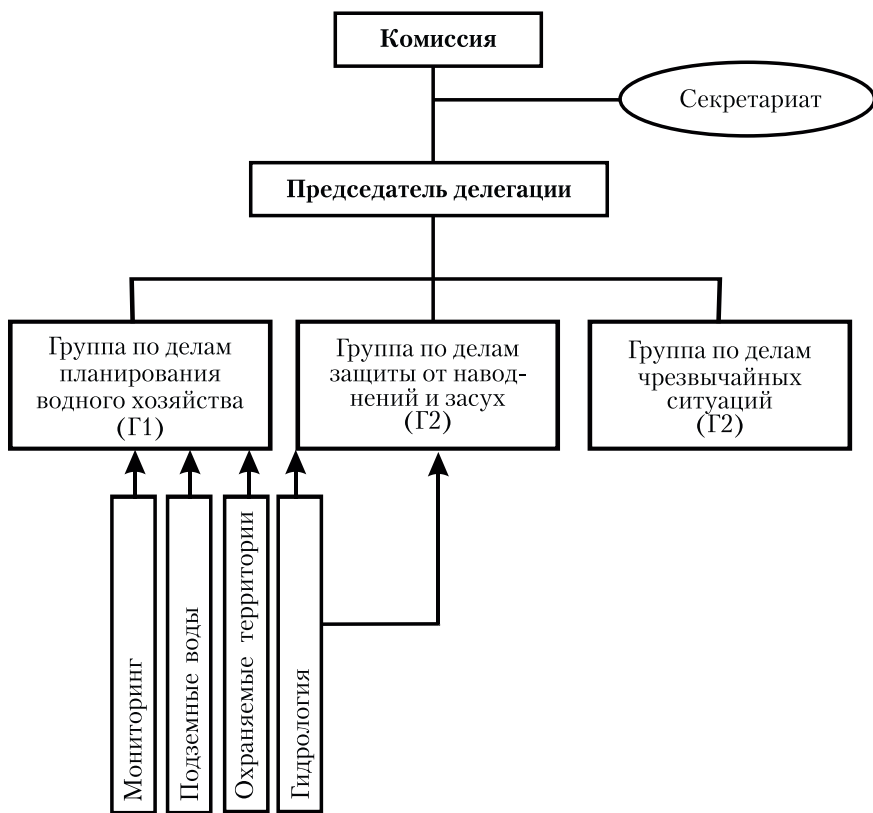 Комиссия
Секретариат
Председатель делегации
Группа по делам
планирования
водного хозяйства
(Г1)
Группа по делам
защиты от навод-
нений и засух
(Г2)
Группа по делам
чрезвычайных
ситуаций
(Г2)
Мониторинг
Подземные воды
Охраняемые территории
Гидрология